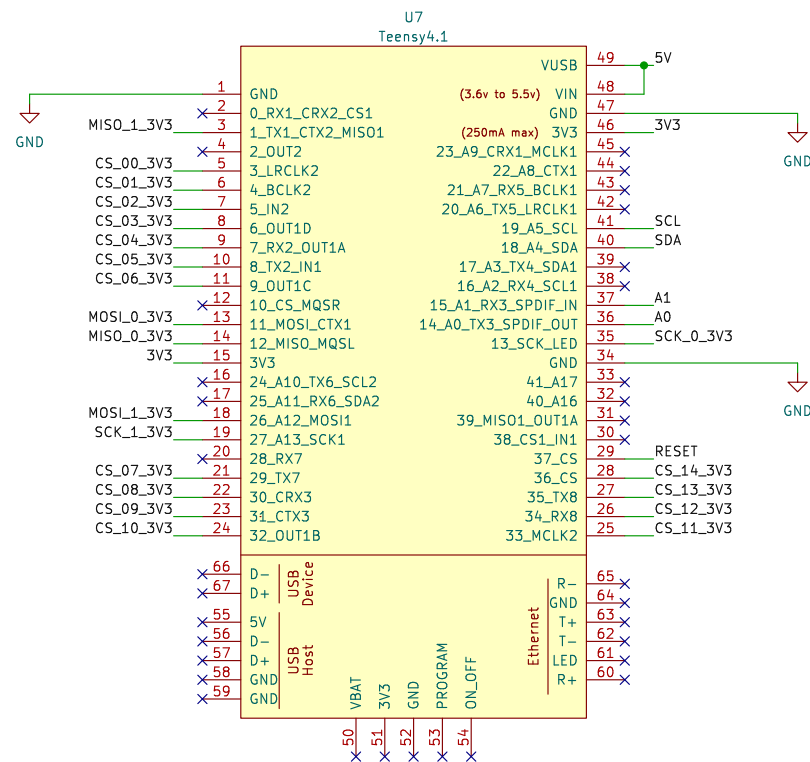 U7
Teensy4.1
49 VUSB 5V
1 GND (3.6v to 5.5v) VIN 48
2 0_RX1_CRX2_CS1 GND 47
MISO_1_3V3 3 1_TX1_CTX2_MISO1 (250mA max) 3V3 46 3V3
GND GND
4 2_OUT2 23_A9_CRX1_MCLK1 45
CS_00_3V3 5 3_LRCLK2 22_A8_CTX1 44
CS_01_3V3 6 4_BCLK2 21_A7_RX5_BCLK1 43
CS_02_3V3 7 5_IN2 20_A6_TX5_LRCLK1 42
CS_03_3V3 8 6_OUT1D 19_A5_SCL 41 SCL
CS_04_3V3 9 7_RX2_OUT1A 18_A4_SDA 40 SDA
CS_05_3V3 10 8_TX2_IN1 17_A3_TX4_SDA1 39
CS_06_3V3 11 9_OUT1C 16_A2_RX4_SCL1 38
12 10_CS_MQSR 15_A1_RX3_SPDIF_IN 37 A1
MOSI_0_3V3 13 11_MOSI_CTX1 14_A0_TX3_SPDIF_OUT 36 A0
MISO_0_3V3 14 12_MISO_MQSL 13_SCK_LED 35 SCK_0_3V3
3V3 15 3V3 GND 34
16 24_A10_TX6_SCL2 41_A17 33
17 25_A11_RX6_SDA2 40_A16 32
GND
MOSI_1_3V3 18 26_A12_MOSI1 39_MISO1_OUT1A 31
SCK_1_3V3 19 27_A13_SCK1 38_CS1_IN1 30
20 28_RX7 37_CS 29 RESET
CS_07_3V3 21 29_TX7 36_CS 28 CS_14_3V3
CS_08_3V3 22 30_CRX3 35_TX8 27 CS_13_3V3
CS_09_3V3 23 31_CTX3 34_RX8 26 CS_12_3V3
CS_10_3V3 24 32_OUT1B 33_MCLK2 25 CS_11_3V3
66 D-
67 D+
USB
Device
55 5V
56 D-
57 D+
58 GND
59 GND
USB
Host
R- 65
GND 64
T+ 63
T- 62
LED 61
R+ 60
Ethernet
VBAT 50
3V3 51
GND 52
PROGRAM 53
ON_OFF 54